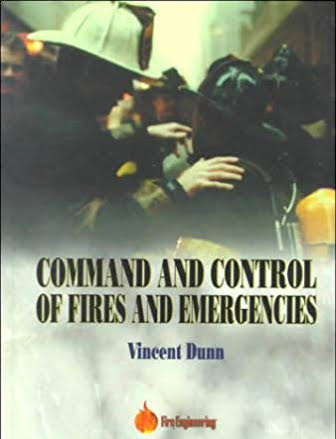 COMMAND AND CONTROL
OF FIRES AND EMERGENCIES
Vincent Dunn
Fire Engineering